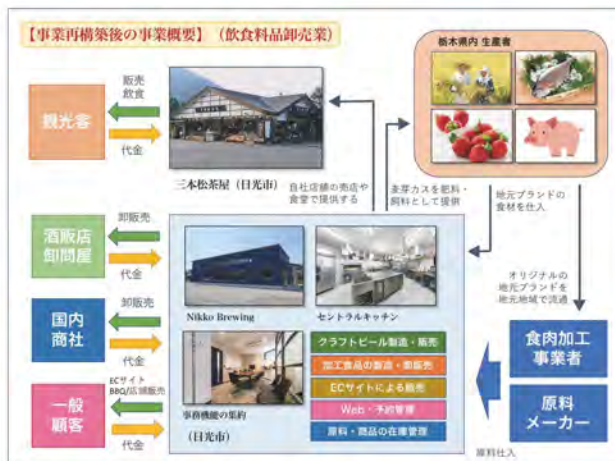 【事業再構築後の事業概要】（飲食料品卸売業）
栃木県内 生産者
観光客
販売
飲食
代金
三本松茶屋（日光市）
自社店舗の売店や
食堂で提供する
麦芽カスを肥料・
飼料として提供
地元ブランドの
食材を仕入
オリジナルの
地元ブランドを
地元地域で流通
酒販店
卸問屋
卸販売
代金
国内
商社
卸販売
代金
一般
顧客
ECサイト
BBQ/店頭販売
代金
Nikko Brewing
セントラルキッチン
事務機能の集約
（日光市）
クラフトビール製造・販売
加工食品の製造・卸販売
ECサイトによる販売
Web・予約管理
原料・商品の在庫管理
食肉加工
事業者
原料
メーカー
原料仕入